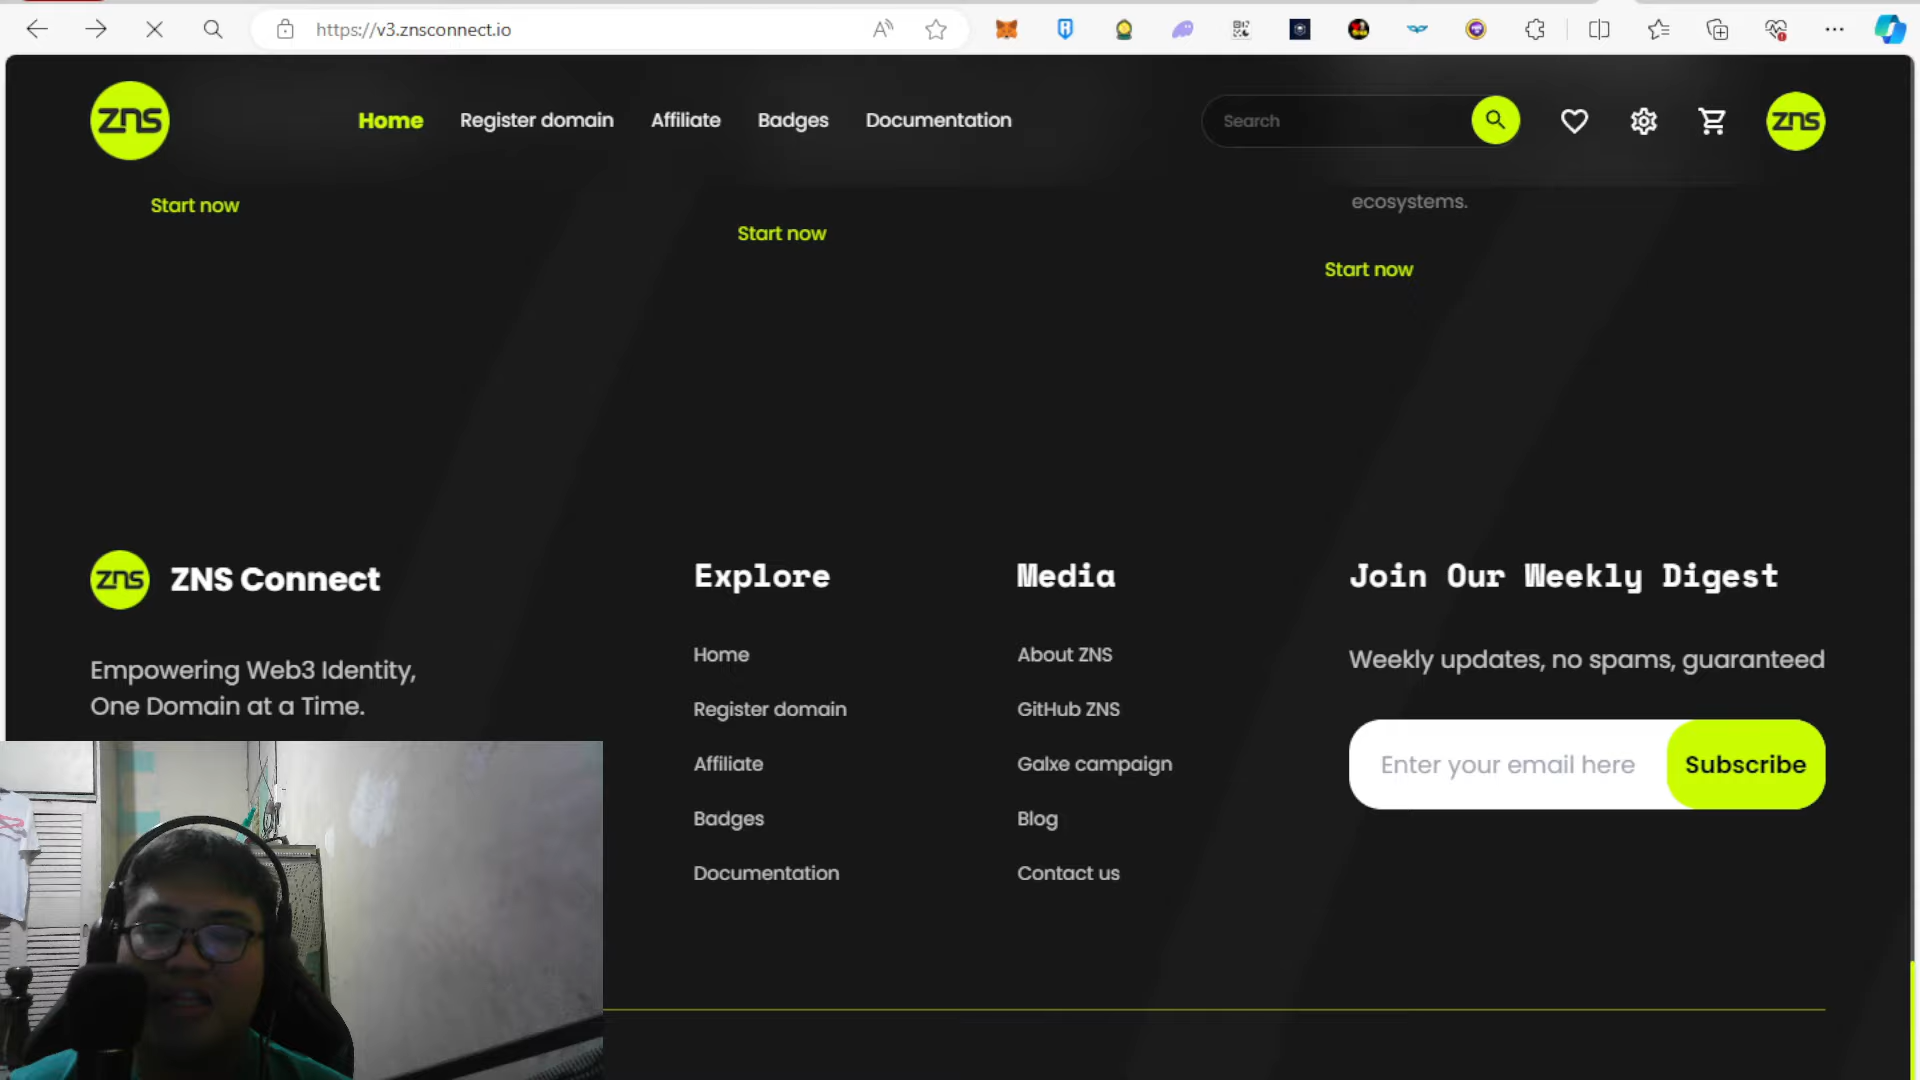 https://v3.znsconnect.io
zns
Home
Register domain
Affiliate
Badges
Documentation
Search
zns
ecosystems.
Start now
Start now
Start now
zns
ZNS Connect
Empowering Web3 Identity,
One Domain at a Time.
Explore
Home
Register domain
Affiliate
Badges
Documentation
Media
About ZNS
GitHub ZNS
Galxe campaign
Blog
Contact us
Join Our Weekly Digest
Weekly updates, no spams, guaranteed
Enter your email here
Subscribe